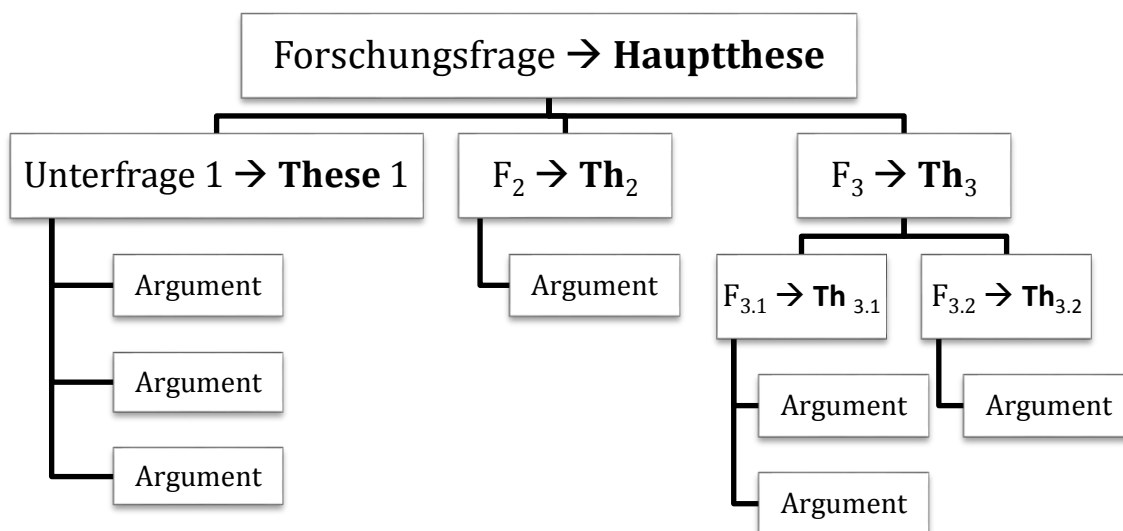 Forschungsfrage → Hauptthese
Unterfrage 1 → These 1
F₂ → Th₂
F₃ → Th₃
Argument
Argument
Argument
Argument
F₃.₁ → Th ₃.₁
F₃.₂ → Th₃.₂
Argument
Argument
Argument